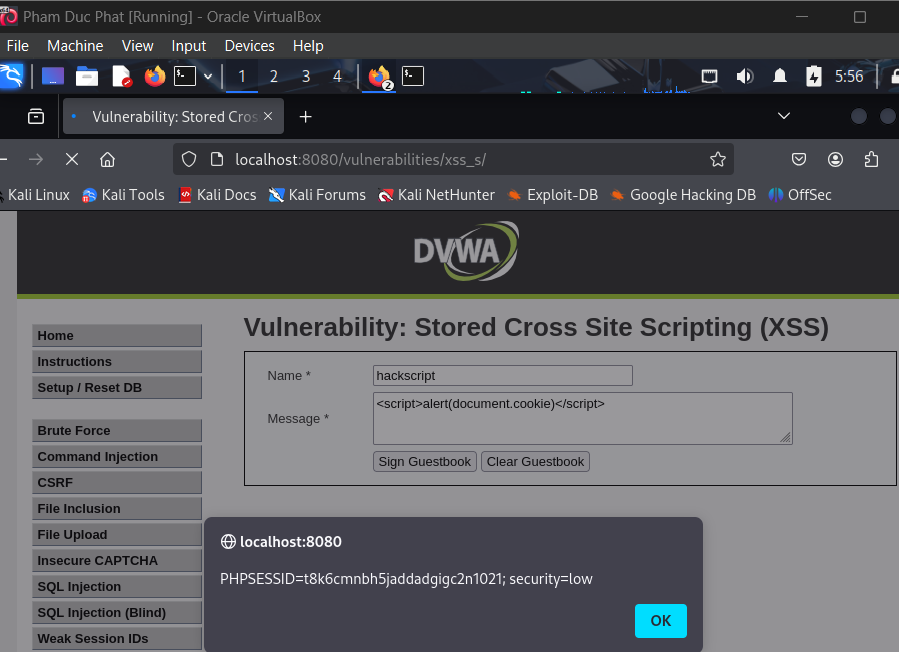 Pham Duc Phat [Running] - Oracle VirtualBox
File Machine View Input Devices Help
1 2 3 4 2 5:56
Vulnerability: Stored Cros
localhost:8080/vulnerabilities/xss_s/
Kali Linux Kali Tools Kali Docs Kali Forums Kali NetHunter Exploit-DB Google Hacking DB OffSec
DVWA
Vulnerability: Stored Cross Site Scripting (XSS)
Home
Instructions
Setup / Reset DB
Brute Force
Command Injection
CSRF
File Inclusion
File Upload
Insecure CAPTCHA
SQL Injection
SQL Injection (Blind)
Weak Session IDs
Name * hackscript
Message * <script>alert(document.cookie)</script>
Sign Guestbook Clear Guestbook
localhost:8080
PHPSESSID=t8k6cmnbh5jaddadgigc2n1021; security=low
OK